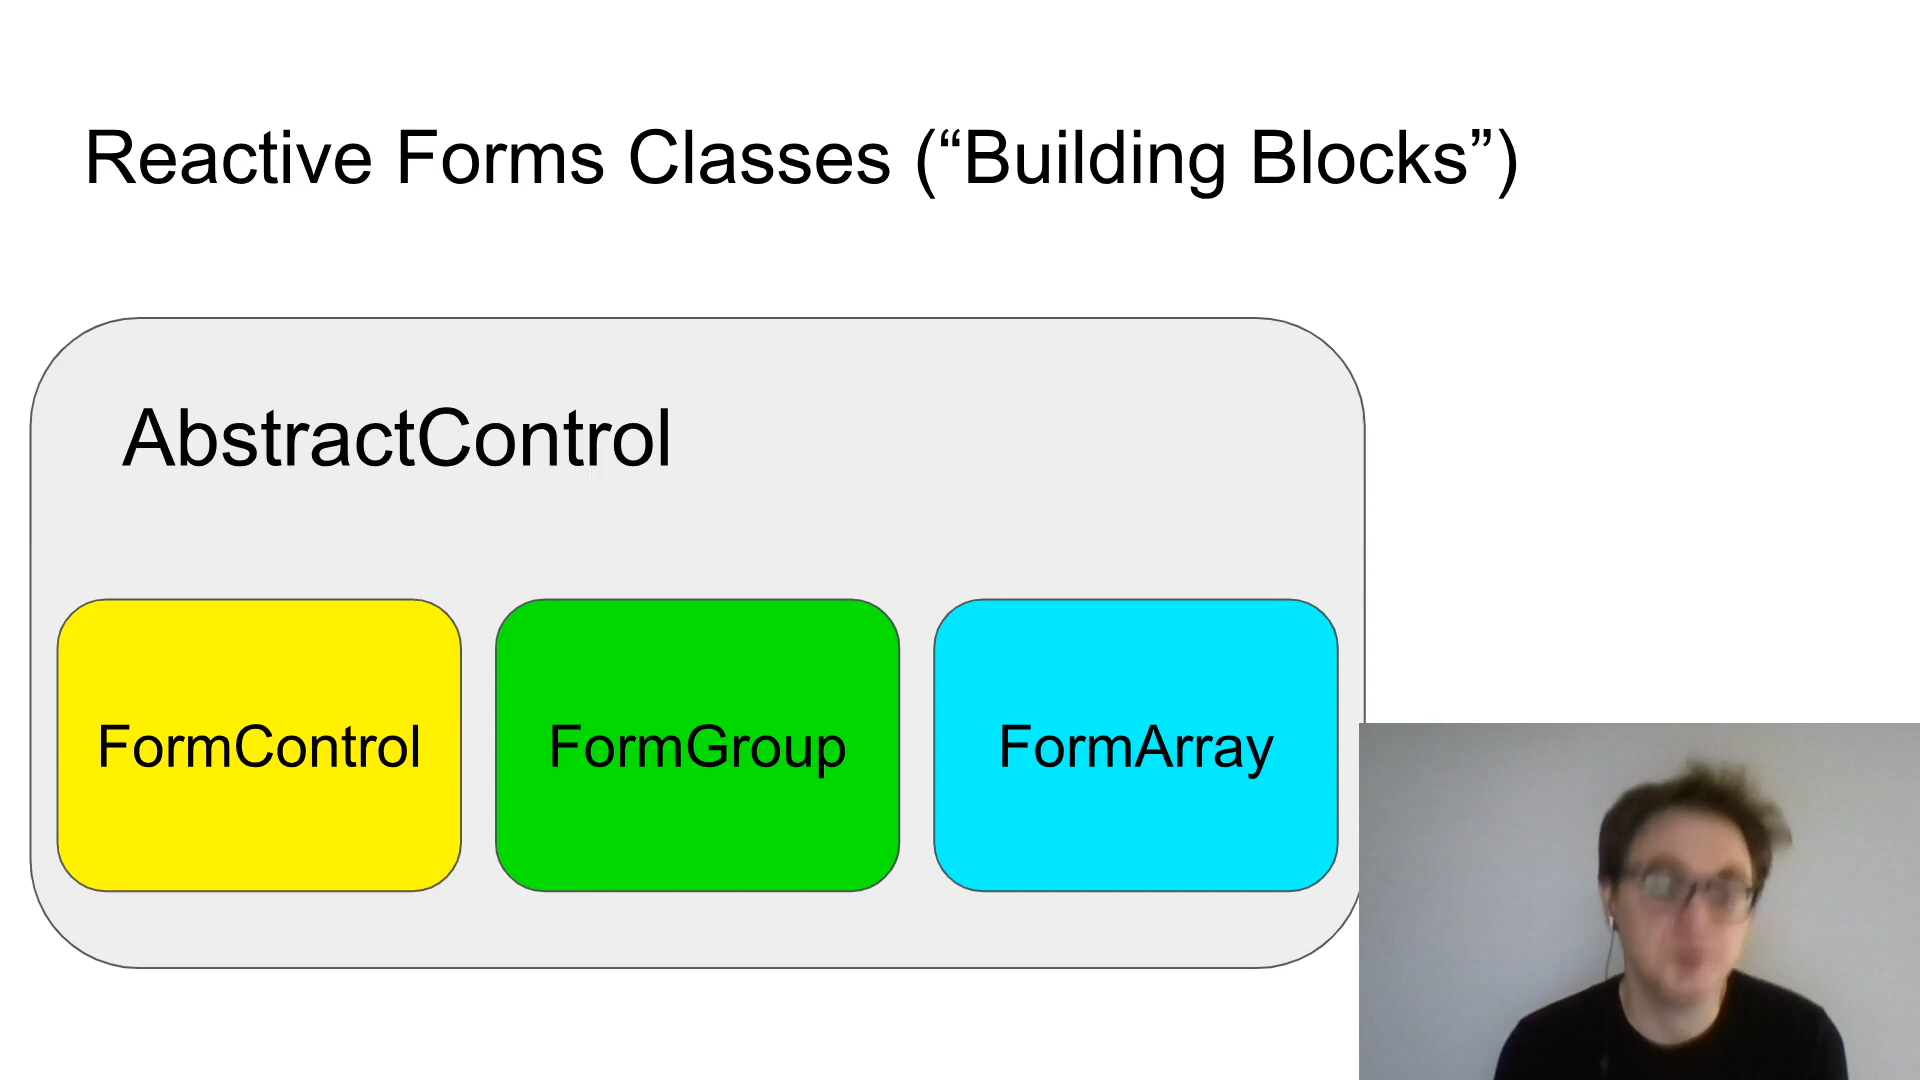 Reactive Forms Classes (“Building Blocks”)
AbstractControl
FormControl
FormGroup
FormArray